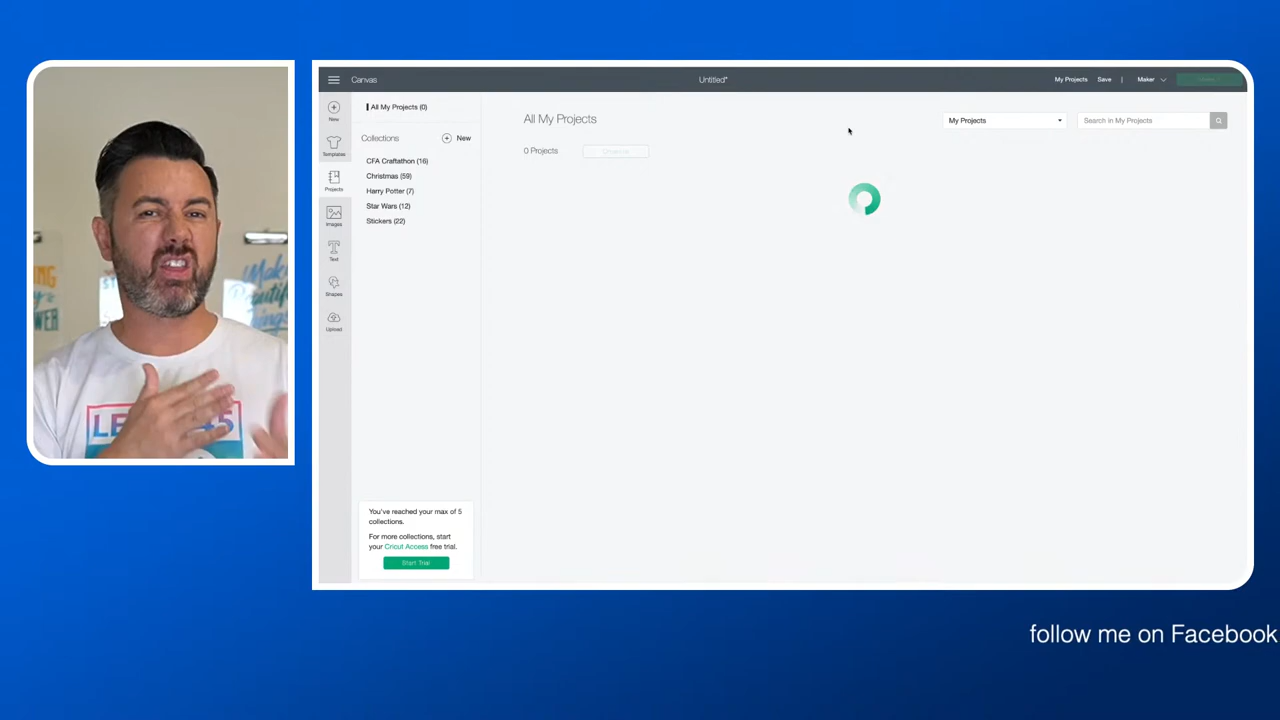 Canvas
Untitled*
My Projects
Save
|
Maker
New
Templates
Projects
Images
Text
Shapes
Upload
All My Projects (0)
Collections
New
CFA Craftathon (16)
Christmas (59)
Harry Potter (7)
Star Wars (12)
Stickers (22)
You've reached your max of 5
collections.
For more collections, start
your Cricut Access free trial.
Start Trial
All My Projects
My Projects
Search in My Projects
0 Projects
follow me on Facebook